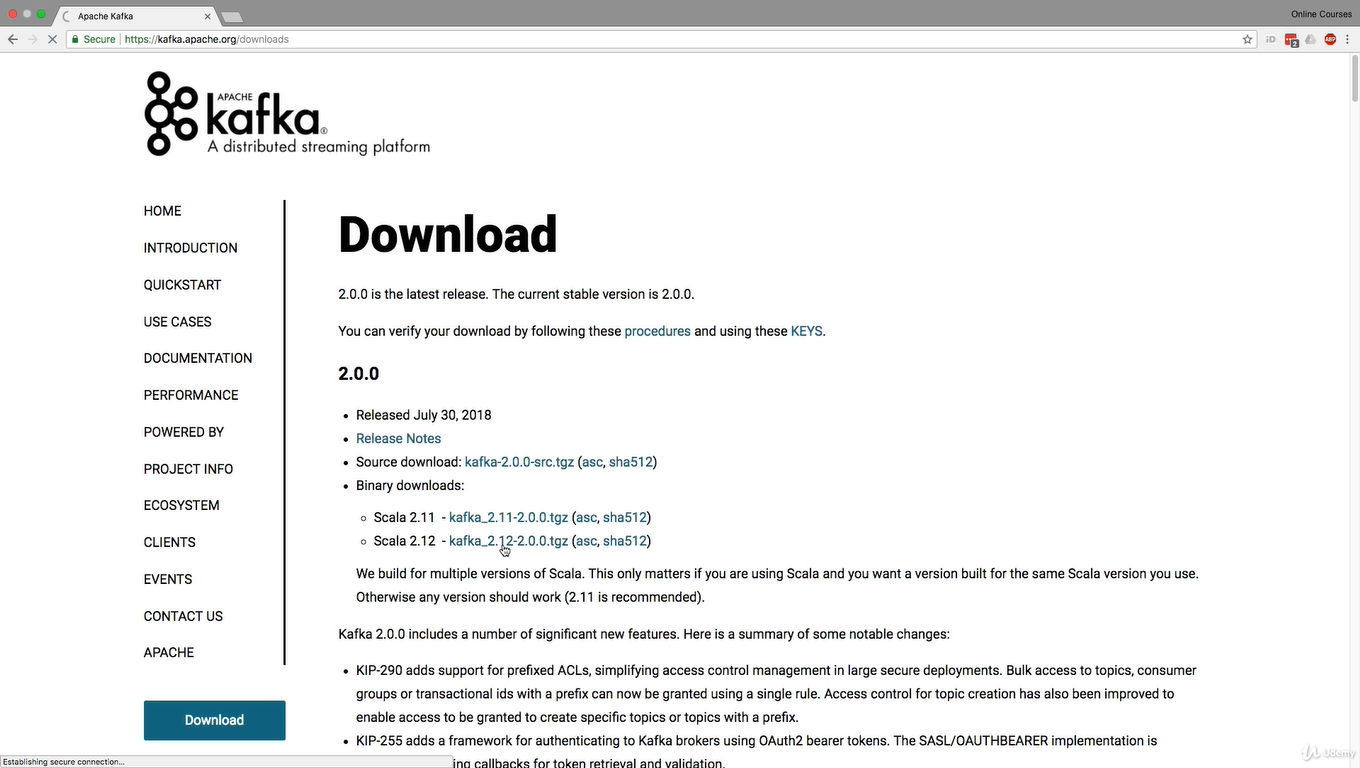 Apache Kafka
Online Courses
Secure | https://kafka.apache.org/downloads
iD
2
ABP
APACHE
kafka®
A distributed streaming platform
HOME
INTRODUCTION
QUICKSTART
USE CASES
DOCUMENTATION
PERFORMANCE
POWERED BY
PROJECT INFO
ECOSYSTEM
CLIENTS
EVENTS
CONTACT US
APACHE
Download
Download
2.0.0 is the latest release. The current stable version is 2.0.0.
You can verify your download by following these procedures and using these KEYS.
2.0.0
• Released July 30, 2018
• Release Notes
• Source download: kafka-2.0.0-src.tgz (asc, sha512)
• Binary downloads:
◦ Scala 2.11 - kafka_2.11-2.0.0.tgz (asc, sha512)
◦ Scala 2.12 - kafka_2.12-2.0.0.tgz (asc, sha512)
We build for multiple versions of Scala. This only matters if you are using Scala and you want a version built for the same Scala version you use.
Otherwise any version should work (2.11 is recommended).
Kafka 2.0.0 includes a number of significant new features. Here is a summary of some notable changes:
• KIP-290 adds support for prefixed ACLs, simplifying access control management in large secure deployments. Bulk access to topics, consumer
groups or transactional ids with a prefix can now be granted using a single rule. Access control for topic creation has also been improved to
enable access to be granted to create specific topics or topics with a prefix.
• KIP-255 adds a framework for authenticating to Kafka brokers using OAuth2 bearer tokens. The SASL/OAUTHBEARER implementation is
ing callbacks for token retrieval and validation.
Establishing secure connection...
Udemy